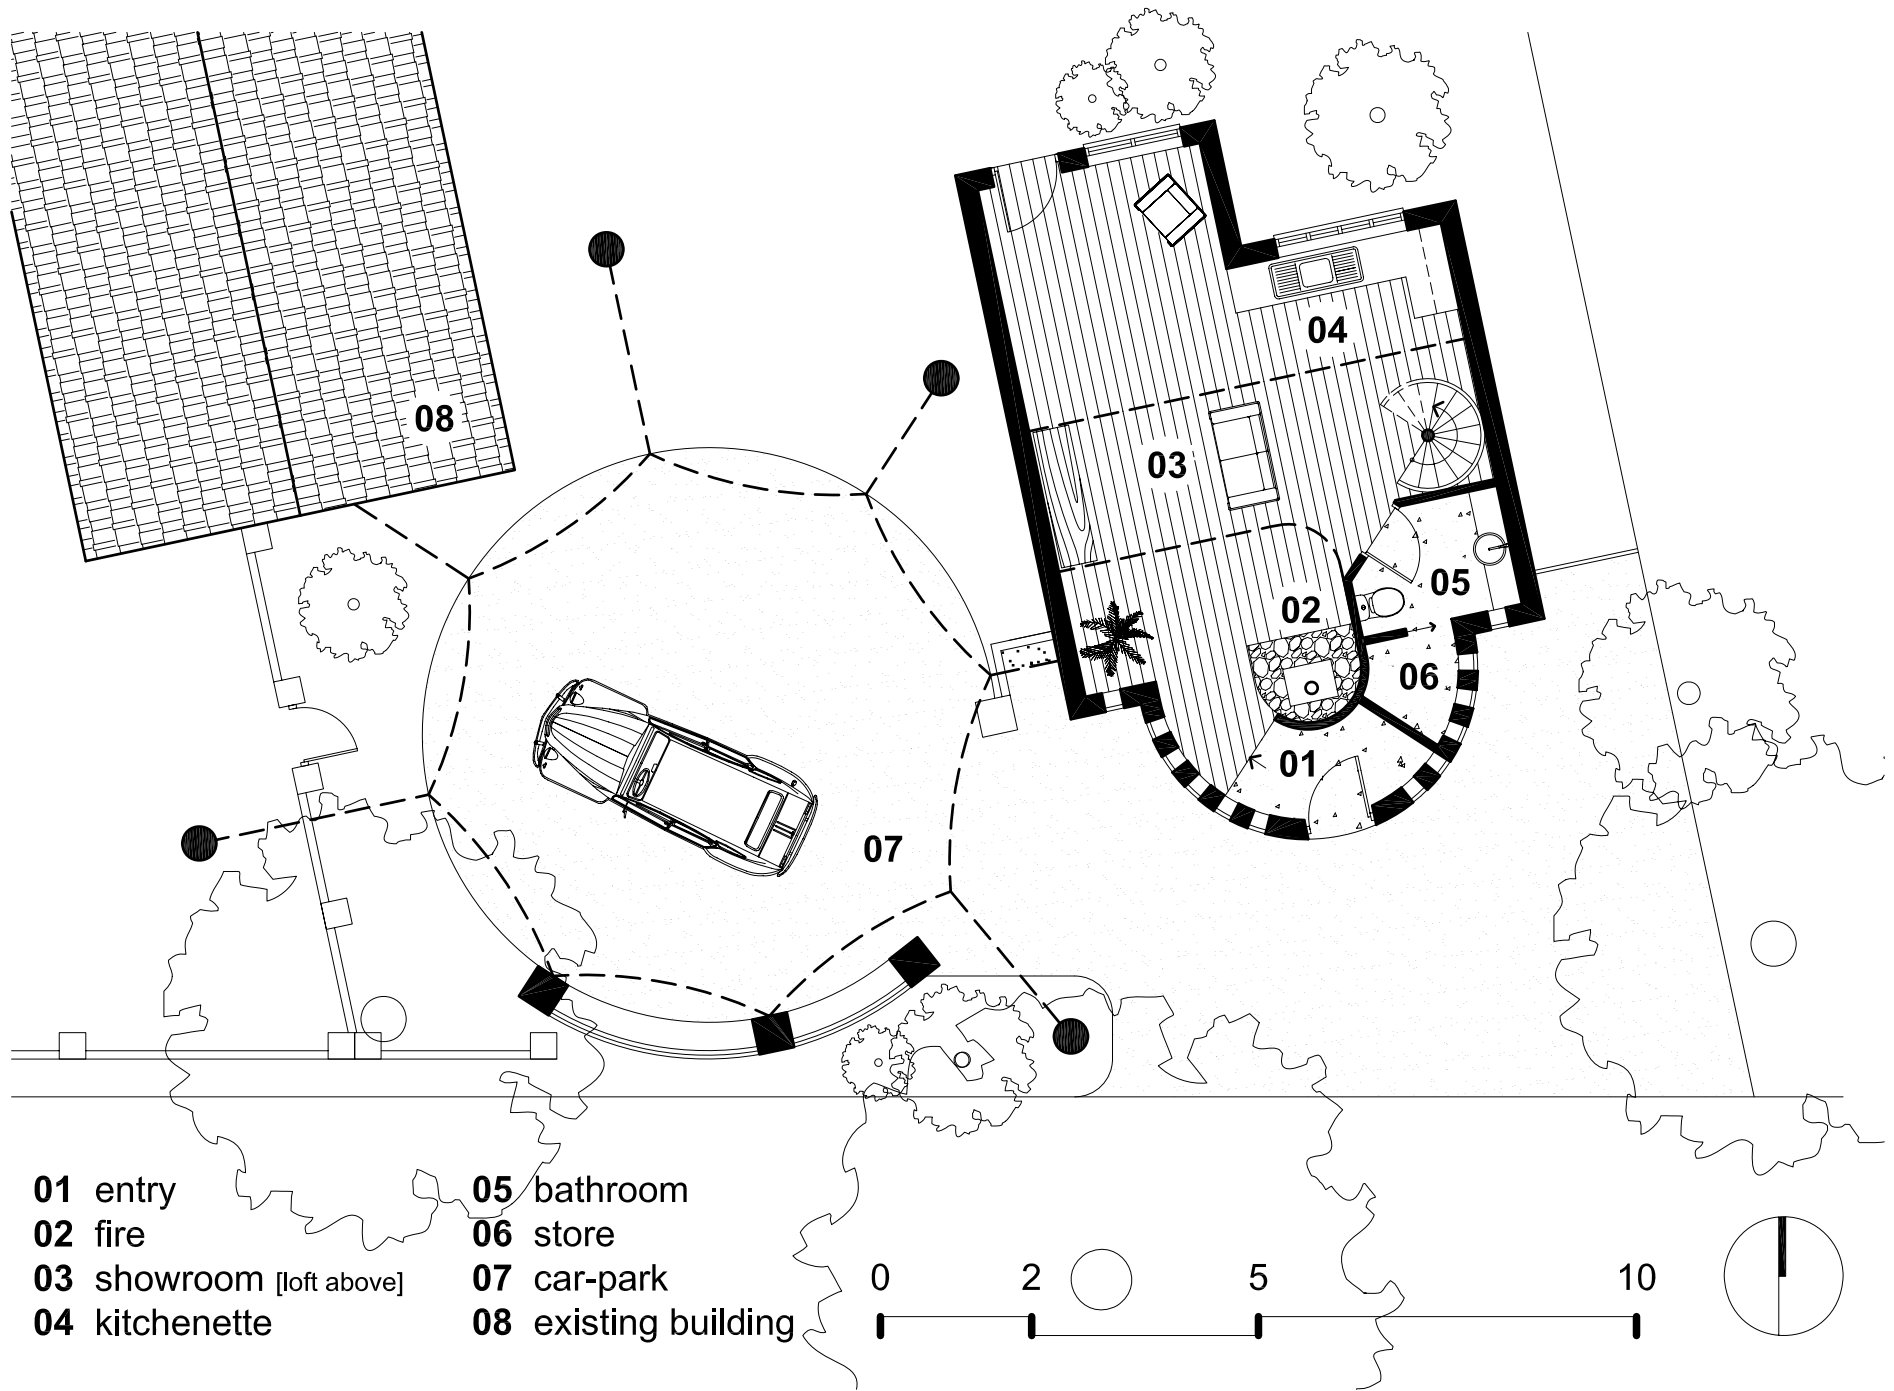 08
04
03
05
02
06
01
07
01 entry
02 fire
03 showroom [loft above]
04 kitchenette
05 bathroom
06 store
07 car-park
08 existing building
0 2 5 10